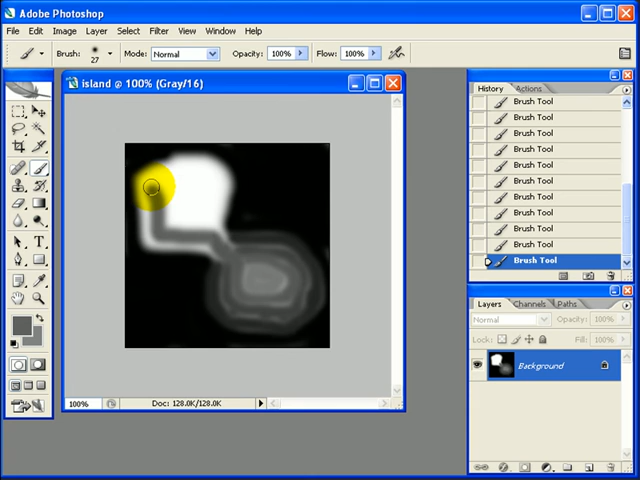 Adobe Photoshop
File Edit Image Layer Select Filter View Window Help
Brush: 27 Mode: Normal Opacity: 100% Flow: 100%
island @ 100% (Gray/16)
100% Doc: 128.0K/128.0K
History Actions
Brush Tool
Brush Tool
Brush Tool
Brush Tool
Brush Tool
Brush Tool
Brush Tool
Brush Tool
Brush Tool
Brush Tool
Brush Tool
Layers Channels Paths
Normal Opacity: 100%
Lock: Fill: 100%
Background